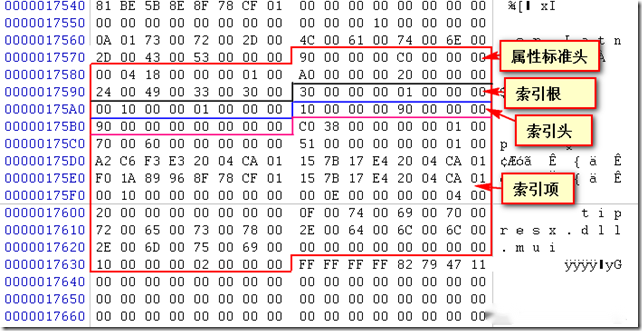 0000017540 81 BE 5B 8E 8F 78 CF 01 00 00 00 00 00 00 00 00
0000017550 00 00 00 00 00 00 00 00 00 00 00 00 10 00 00 00
0000017560 0A 01 73 00 72 00 2D 00 4C 00 61 00 74 00 6E 00
0000017570 2D 00 43 00 53 00 00 00 90 00 00 00 C0 00 00 00 属性标准头
0000017580 00 04 18 00 00 00 01 00 A0 00 00 00 20 00 00 00
0000017590 24 00 49 00 33 00 30 00 30 00 00 00 01 00 00 00 索引根
00000175A0 00 10 00 00 01 00 00 00 10 00 00 00 90 00 00 00 索引头
00000175B0 90 00 00 00 00 00 00 00 C0 38 00 00 00 00 01 00
00000175C0 70 00 60 00 00 00 00 00 51 00 00 00 00 00 01 00
00000175D0 A2 C6 F3 E3 20 04 CA 01 15 7B 17 E4 20 04 CA 01 ¢Æóã Ê { ä Ê
00000175E0 F0 1A 89 96 8F 78 CF 01 15 7B 17 E4 20 04 CA 01 索引项
00000175F0 00 10 00 00 00 00 00 00 00 0E 00 00 00 00 04 00
0000017600 20 00 00 00 00 00 00 00 0F 00 74 00 69 00 70 00 t i p
0000017610 72 00 65 00 73 00 78 00 2E 00 64 00 6C 00 6C 00 r e s x . d l l
0000017620 2E 00 6D 00 75 00 69 00 00 00 00 00 00 00 00 00 . m u i
0000017630 10 00 00 00 02 00 00 00 FF FF FF FF 82 79 47 11 ÿÿÿÿ yG
0000017640 00 00 00 00 00 00 00 00 00 00 00 00 00 00 00 00
0000017650 00 00 00 00 00 00 00 00 00 00 00 00 00 00 00 00
0000017660 00 00 00 00 00 00 00 00 00 00 00 00 00 00 00 00